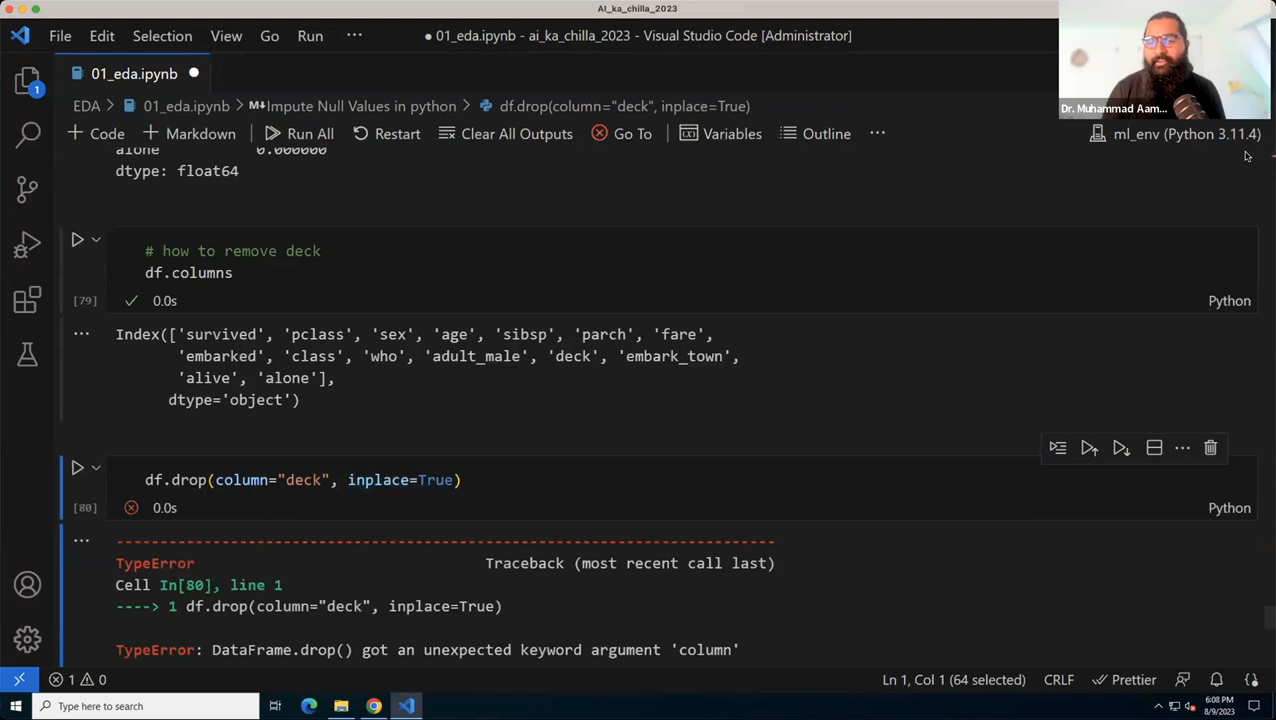 AI_ka_chilla_2023
File Edit Selection View Go Run ···
● 01_eda.ipynb - ai_ka_chilla_2023 - Visual Studio Code [Administrator]
01_eda.ipynb ●
1
EDA > 01_eda.ipynb > M↓Impute Null Values in python > df.drop(column="deck", inplace=True)
Dr. Muhammad Aam...
+ Code + Markdown Run All Restart Clear All Outputs Go To Variables Outline ··· ml_env (Python 3.11.4)
alone 0.000000
dtype: float64
# how to remove deck
df.columns
[79] ✓ 0.0s Python
··· Index(['survived', 'pclass', 'sex', 'age', 'sibsp', 'parch', 'fare',
'embarked', 'class', 'who', 'adult_male', 'deck', 'embark_town',
'alive', 'alone'],
dtype='object')
df.drop(column="deck", inplace=True)
[80] 0.0s Python
··· ---------------------------------------------------------------------------
TypeError Traceback (most recent call last)
Cell In[80], line 1
----> 1 df.drop(column="deck", inplace=True)
TypeError: DataFrame.drop() got an unexpected keyword argument 'column'
1 0 Ln 1, Col 1 (64 selected) CRLF Prettier
Type here to search
6:08 PM
8/9/2023